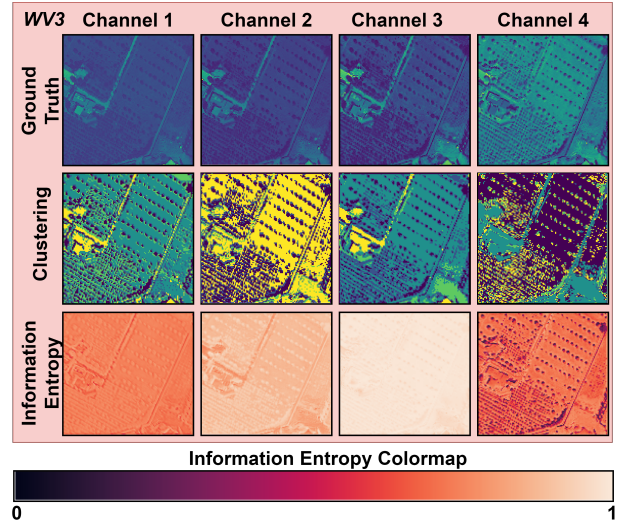 WV3 Channel 1 Channel 2 Channel 3 Channel 4
Ground
Truth
Clustering
Information
Entropy
Information Entropy Colormap
0 1